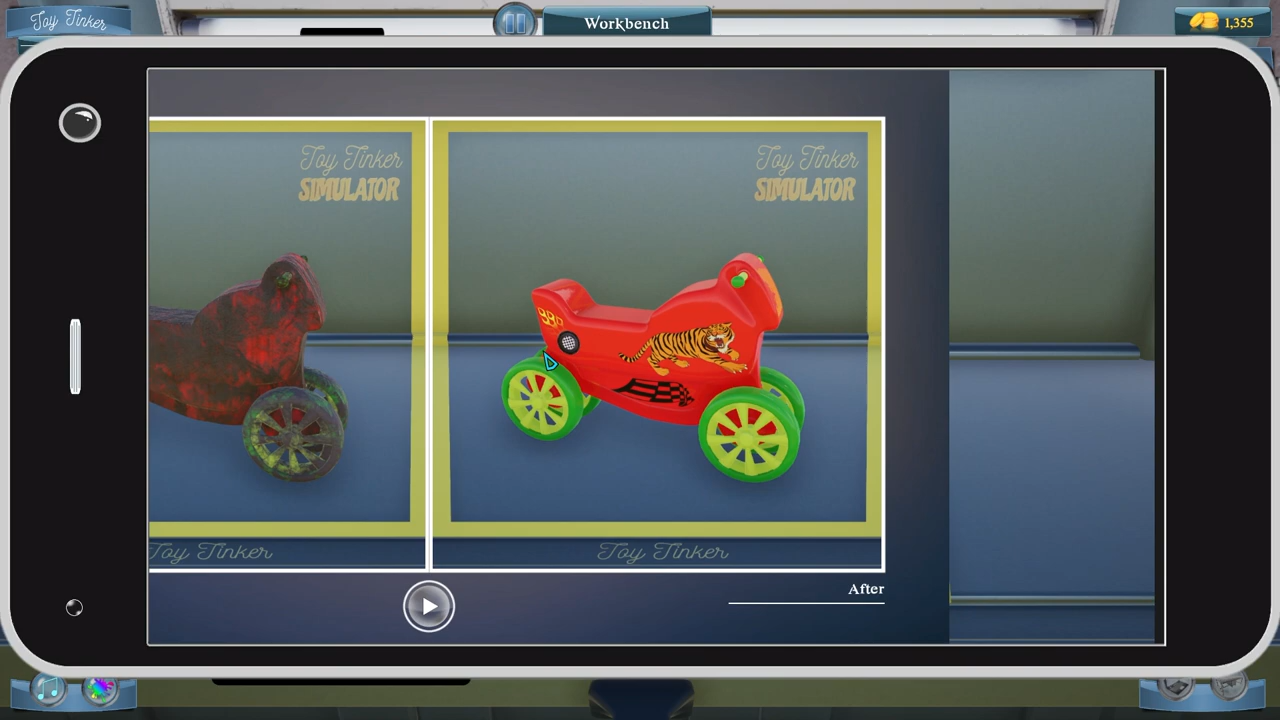 Toy Tinker
Workbench
1,355
Toy Tinker
SIMULATOR
Toy Tinker
SIMULATOR
Toy Tinker
Toy Tinker
After